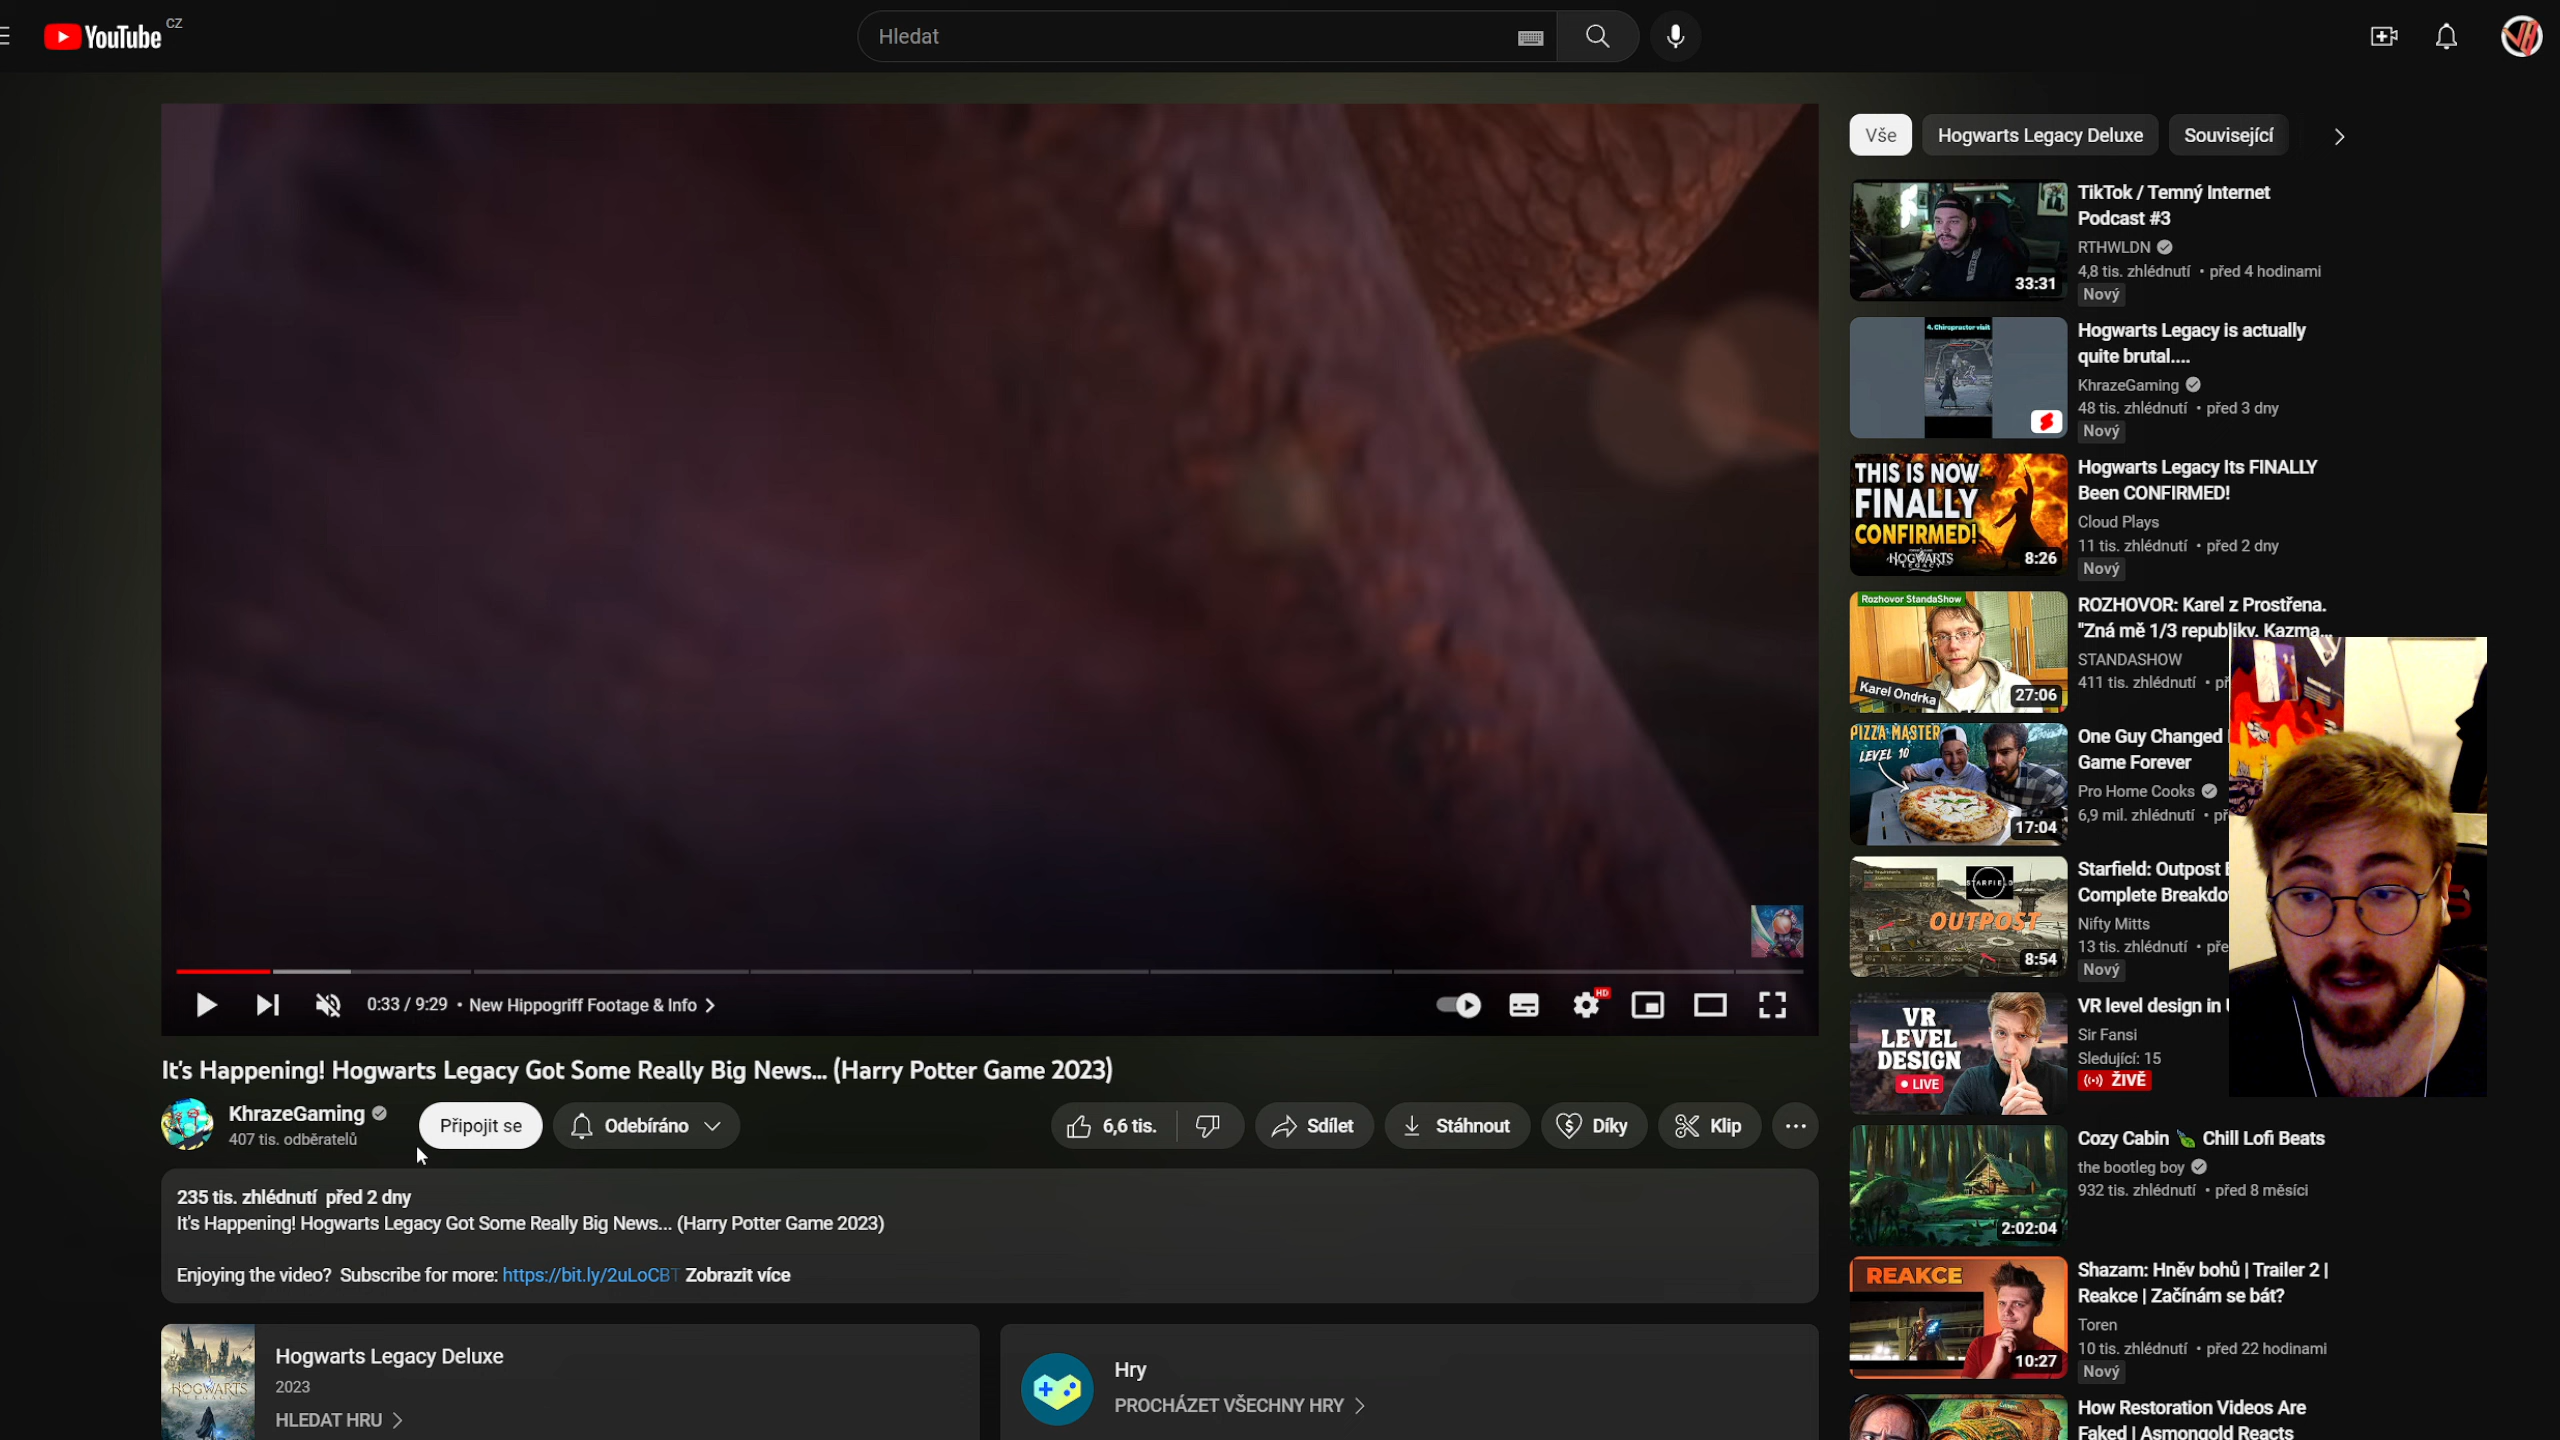 YouTube CZ
Hledat
0:33 / 9:29 • New Hippogriff Footage & Info
HD
It's Happening! Hogwarts Legacy Got Some Really Big News... (Harry Potter Game 2023)
KhrazeGaming
407 tis. odběratelů
Připojit se
Odebíráno
6,6 tis.
Sdílet
Stáhnout
Díky
Klip
235 tis. zhlédnutí před 2 dny
It's Happening! Hogwarts Legacy Got Some Really Big News... (Harry Potter Game 2023)
Enjoying the video? Subscribe for more: https://bit.ly/2uLoCBT Zobrazit více
HOGWARTS
Hogwarts Legacy Deluxe
2023
HLEDAT HRU
Hry
PROCHÁZET VŠECHNY HRY
Vše
Hogwarts Legacy Deluxe
Související
33:31
TikTok / Temný Internet
Podcast #3
RTHWLDN
4,8 tis. zhlédnutí • před 4 hodinami
Nový
4. Chiropractor visit
Hogwarts Legacy is actually
quite brutal....
KhrazeGaming
48 tis. zhlédnutí • před 3 dny
Nový
THIS IS NOW
FINALLY
CONFIRMED!
HOGWARTS
LEGACY
8:26
Hogwarts Legacy Its FINALLY
Been CONFIRMED!
Cloud Plays
11 tis. zhlédnutí • před 2 dny
Nový
Rozhovor StandaShow
Karel Ondrka
27:06
ROZHOVOR: Karel z Prostřena.
"Zná mě 1/3 republiky. Kazma...
STANDASHOW
411 tis. zhlédnutí • př
PIZZA MASTER
LEVEL 10
17:04
One Guy Changed
Game Forever
Pro Home Cooks
6,9 mil. zhlédnutí • př
STARFIELD
OUTPOST
8:54
Starfield: Outpost
Complete Breakdo
Nifty Mitts
13 tis. zhlédnutí • pře
Nový
VR
LEVEL
DESIGN
LIVE
VR level design in
Sir Fansi
Sledující: 15
ŽIVĚ
2:02:04
Cozy Cabin 🍃 Chill Lofi Beats
the bootleg boy
932 tis. zhlédnutí • před 8 měsíci
REAKCE
10:27
Shazam: Hněv bohů | Trailer 2 |
Reakce | Začínám se bát?
Toren
10 tis. zhlédnutí • před 22 hodinami
Nový
How Restoration Videos Are
Faked | Asmongold Reacts